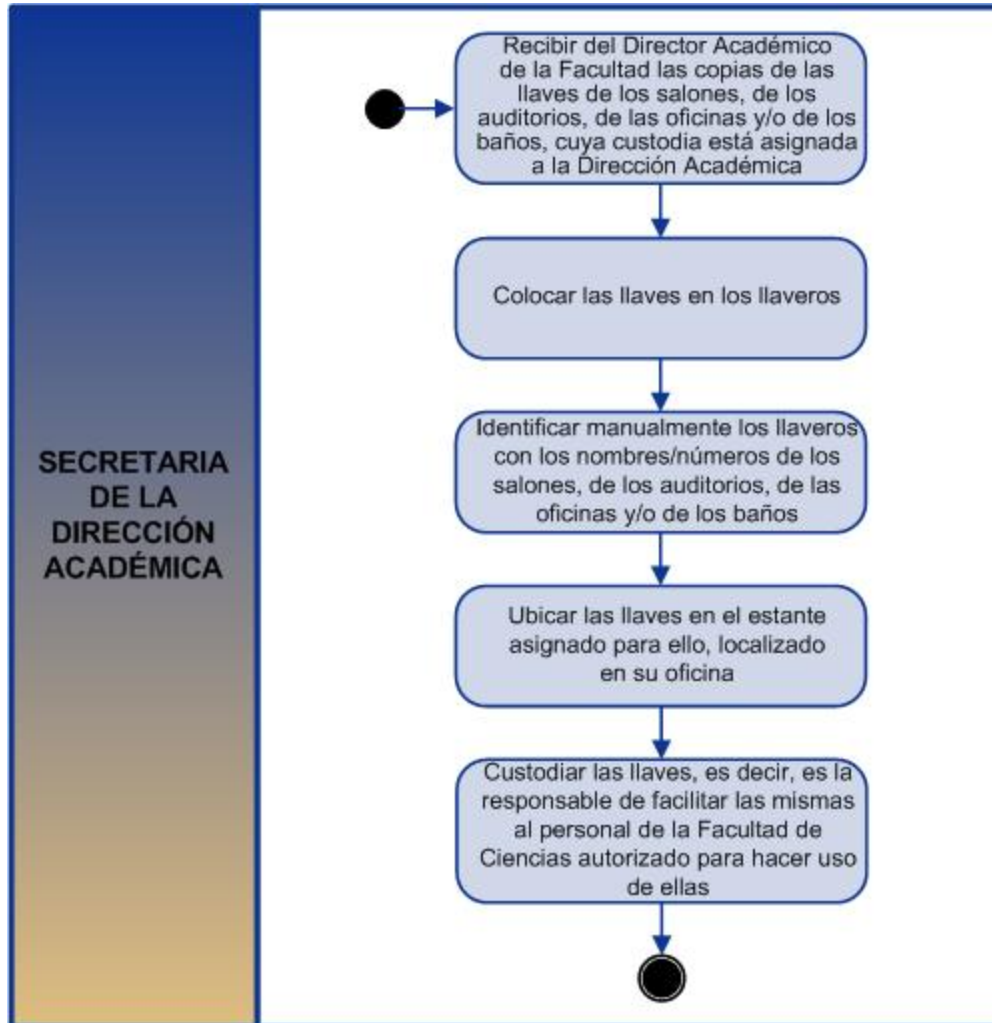 SECRETARIA
DE LA
DIRECCIÓN
ACADÉMICA
Recibir del Director Académico
de la Facultad las copias de las
llaves de los salones, de los
auditorios, de las oficinas y/o de los
baños, cuya custodia está asignada
a la Dirección Académica
Colocar las llaves en los llaveros
Identificar manualmente los llaveros
con los nombres/números de los
salones, de los auditorios, de las
oficinas y/o de los baños
Ubicar las llaves en el estante
asignado para ello, localizado
en su oficina
Custodiar las llaves, es decir, es la
responsable de facilitar las mismas
al personal de la Facultad de
Ciencias autorizado para hacer uso
de ellas